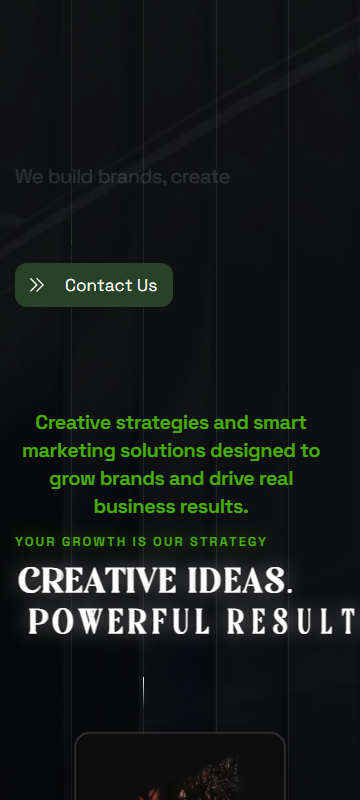 We build brands, create
Contact Us
Creative strategies and smart
marketing solutions designed to
grow brands and drive real
business results.
YOUR GROWTH IS OUR STRATEGY
CREATIVE IDEAS.
POWERFUL RESULT